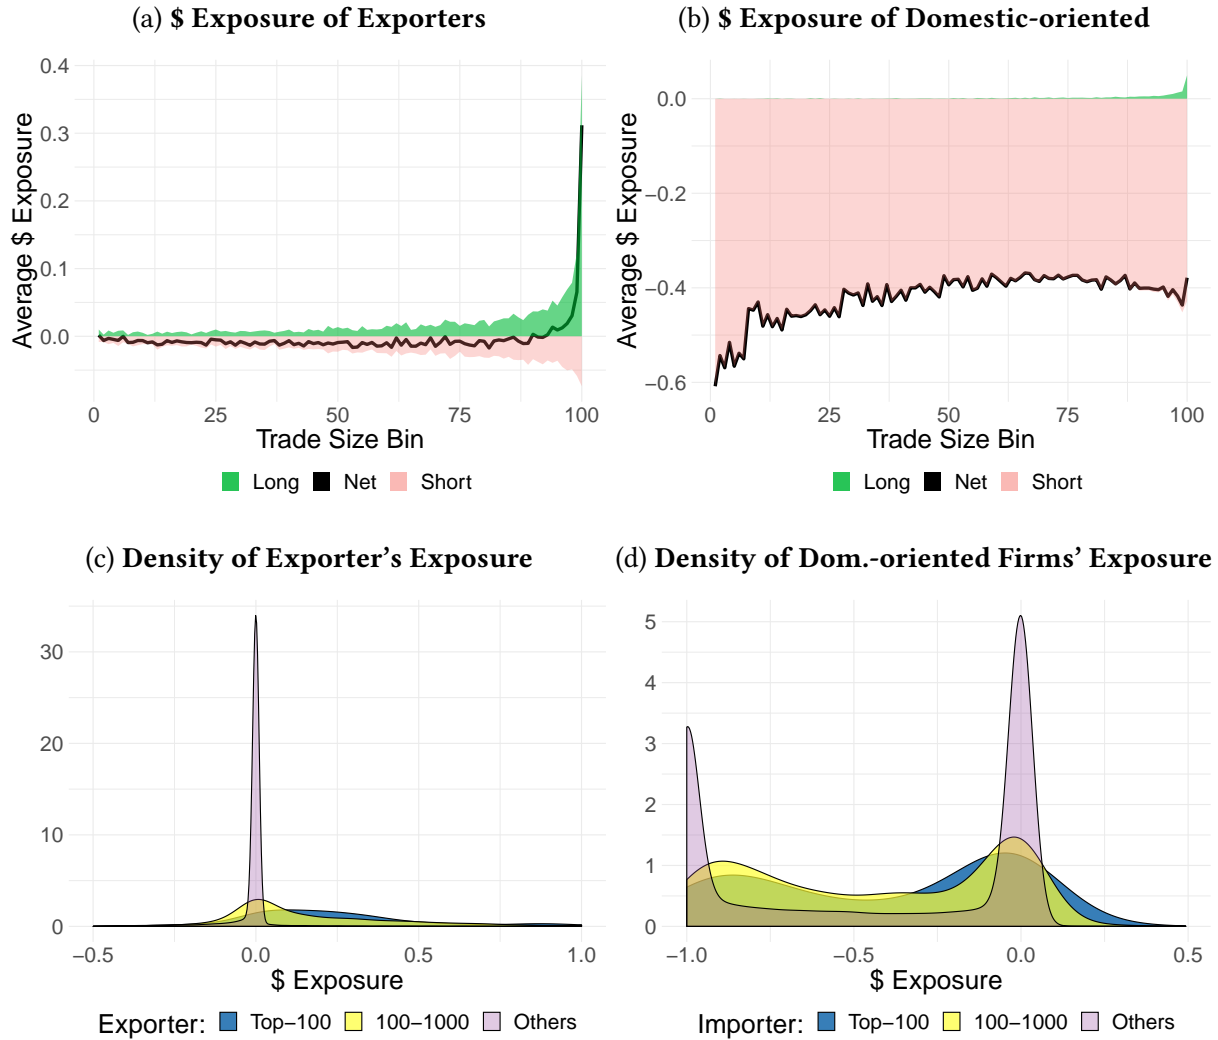 (a) $ Exposure of Exporters
Average $ Exposure
0.4
0.3
0.2
0.1
0.0
0 25 50 75 100
Trade Size Bin
Long Net Short
(b) $ Exposure of Domestic-oriented
Average $ Exposure
0.0
−0.2
−0.4
−0.6
0 25 50 75 100
Trade Size Bin
Long Net Short
(c) Density of Exporter’s Exposure
30
20
10
0
−0.5 0.0 0.5 1.0
$ Exposure
Exporter: Top−100 100−1000 Others
(d) Density of Dom.-oriented Firms’ Exposure
5
4
3
2
1
0
−1.0 −0.5 0.0 0.5
$ Exposure
Importer: Top−100 100−1000 Others